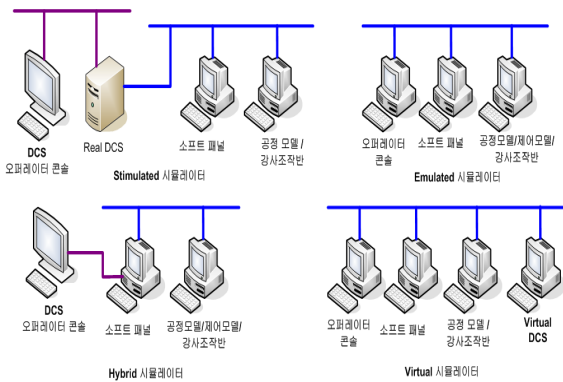 DCS
오퍼레이터 콘솔
Real DCS
소프트 패널
공정 모델 /
강사조작반
Stimulated 시뮬레이터
오퍼레이터
콘솔
소프트 패널
공정모델/제어모델/
강사조작반
Emulated 시뮬레이터
DCS
오퍼레이터 콘솔
소프트 패널
공정모델/제어모델/
강사조작반
Hybrid 시뮬레이터
오퍼레이터
콘솔
소프트 패널
공정 모델 /
강사조작반
Virtual
DCS
Virtual 시뮬레이터